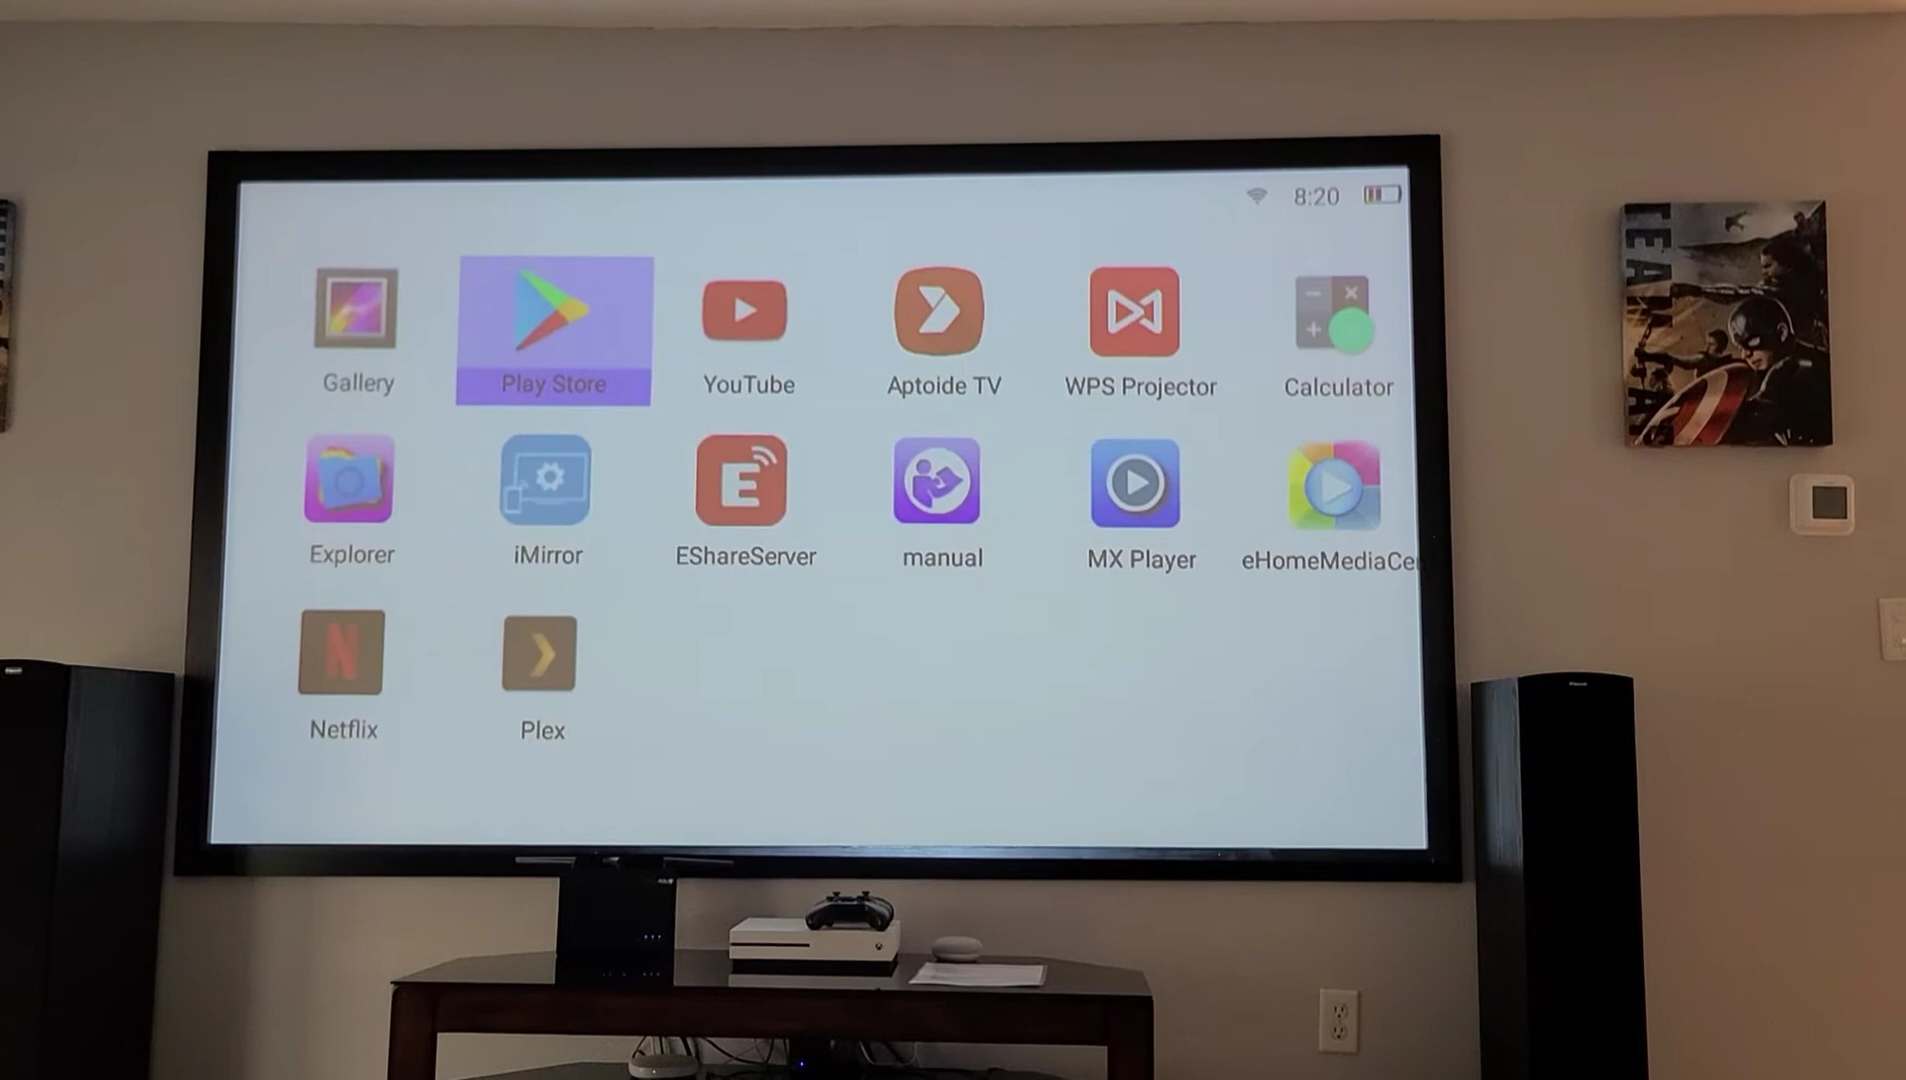 8:20
Gallery
Play Store
YouTube
Aptoide TV
WPS Projector
Calculator
Explorer
iMirror
E
EShareServer
manual
MX Player
eHomeMediaCe
N
Netflix
Plex
TEAM